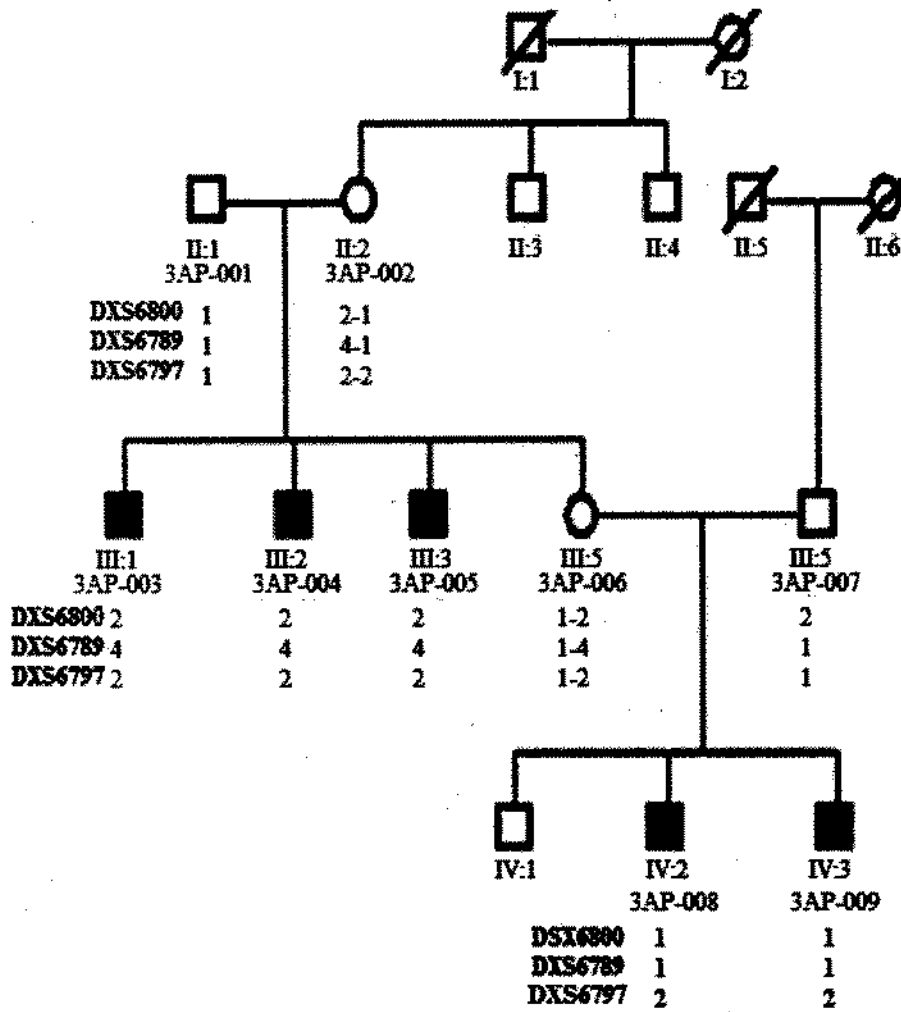 I:1 I:2
II:1 II:2 II:3 II:4 II:5 II:6
3AP-001 3AP-002
DXS6800 1 2-1
DXS6789 1 4-1
DXS6797 1 2-2
III:1 III:2 III:3 III:5 III:5
3AP-003 3AP-004 3AP-005 3AP-006 3AP-007
DXS6800 2 2 2 1-2 2
DXS6789 4 4 4 1-4 1
DXS6797 2 2 2 1-2 1
IV:1 IV:2 IV:3
3AP-008 3AP-009
DSX6800 1 1
DXS6789 1 1
DXS6797 2 2